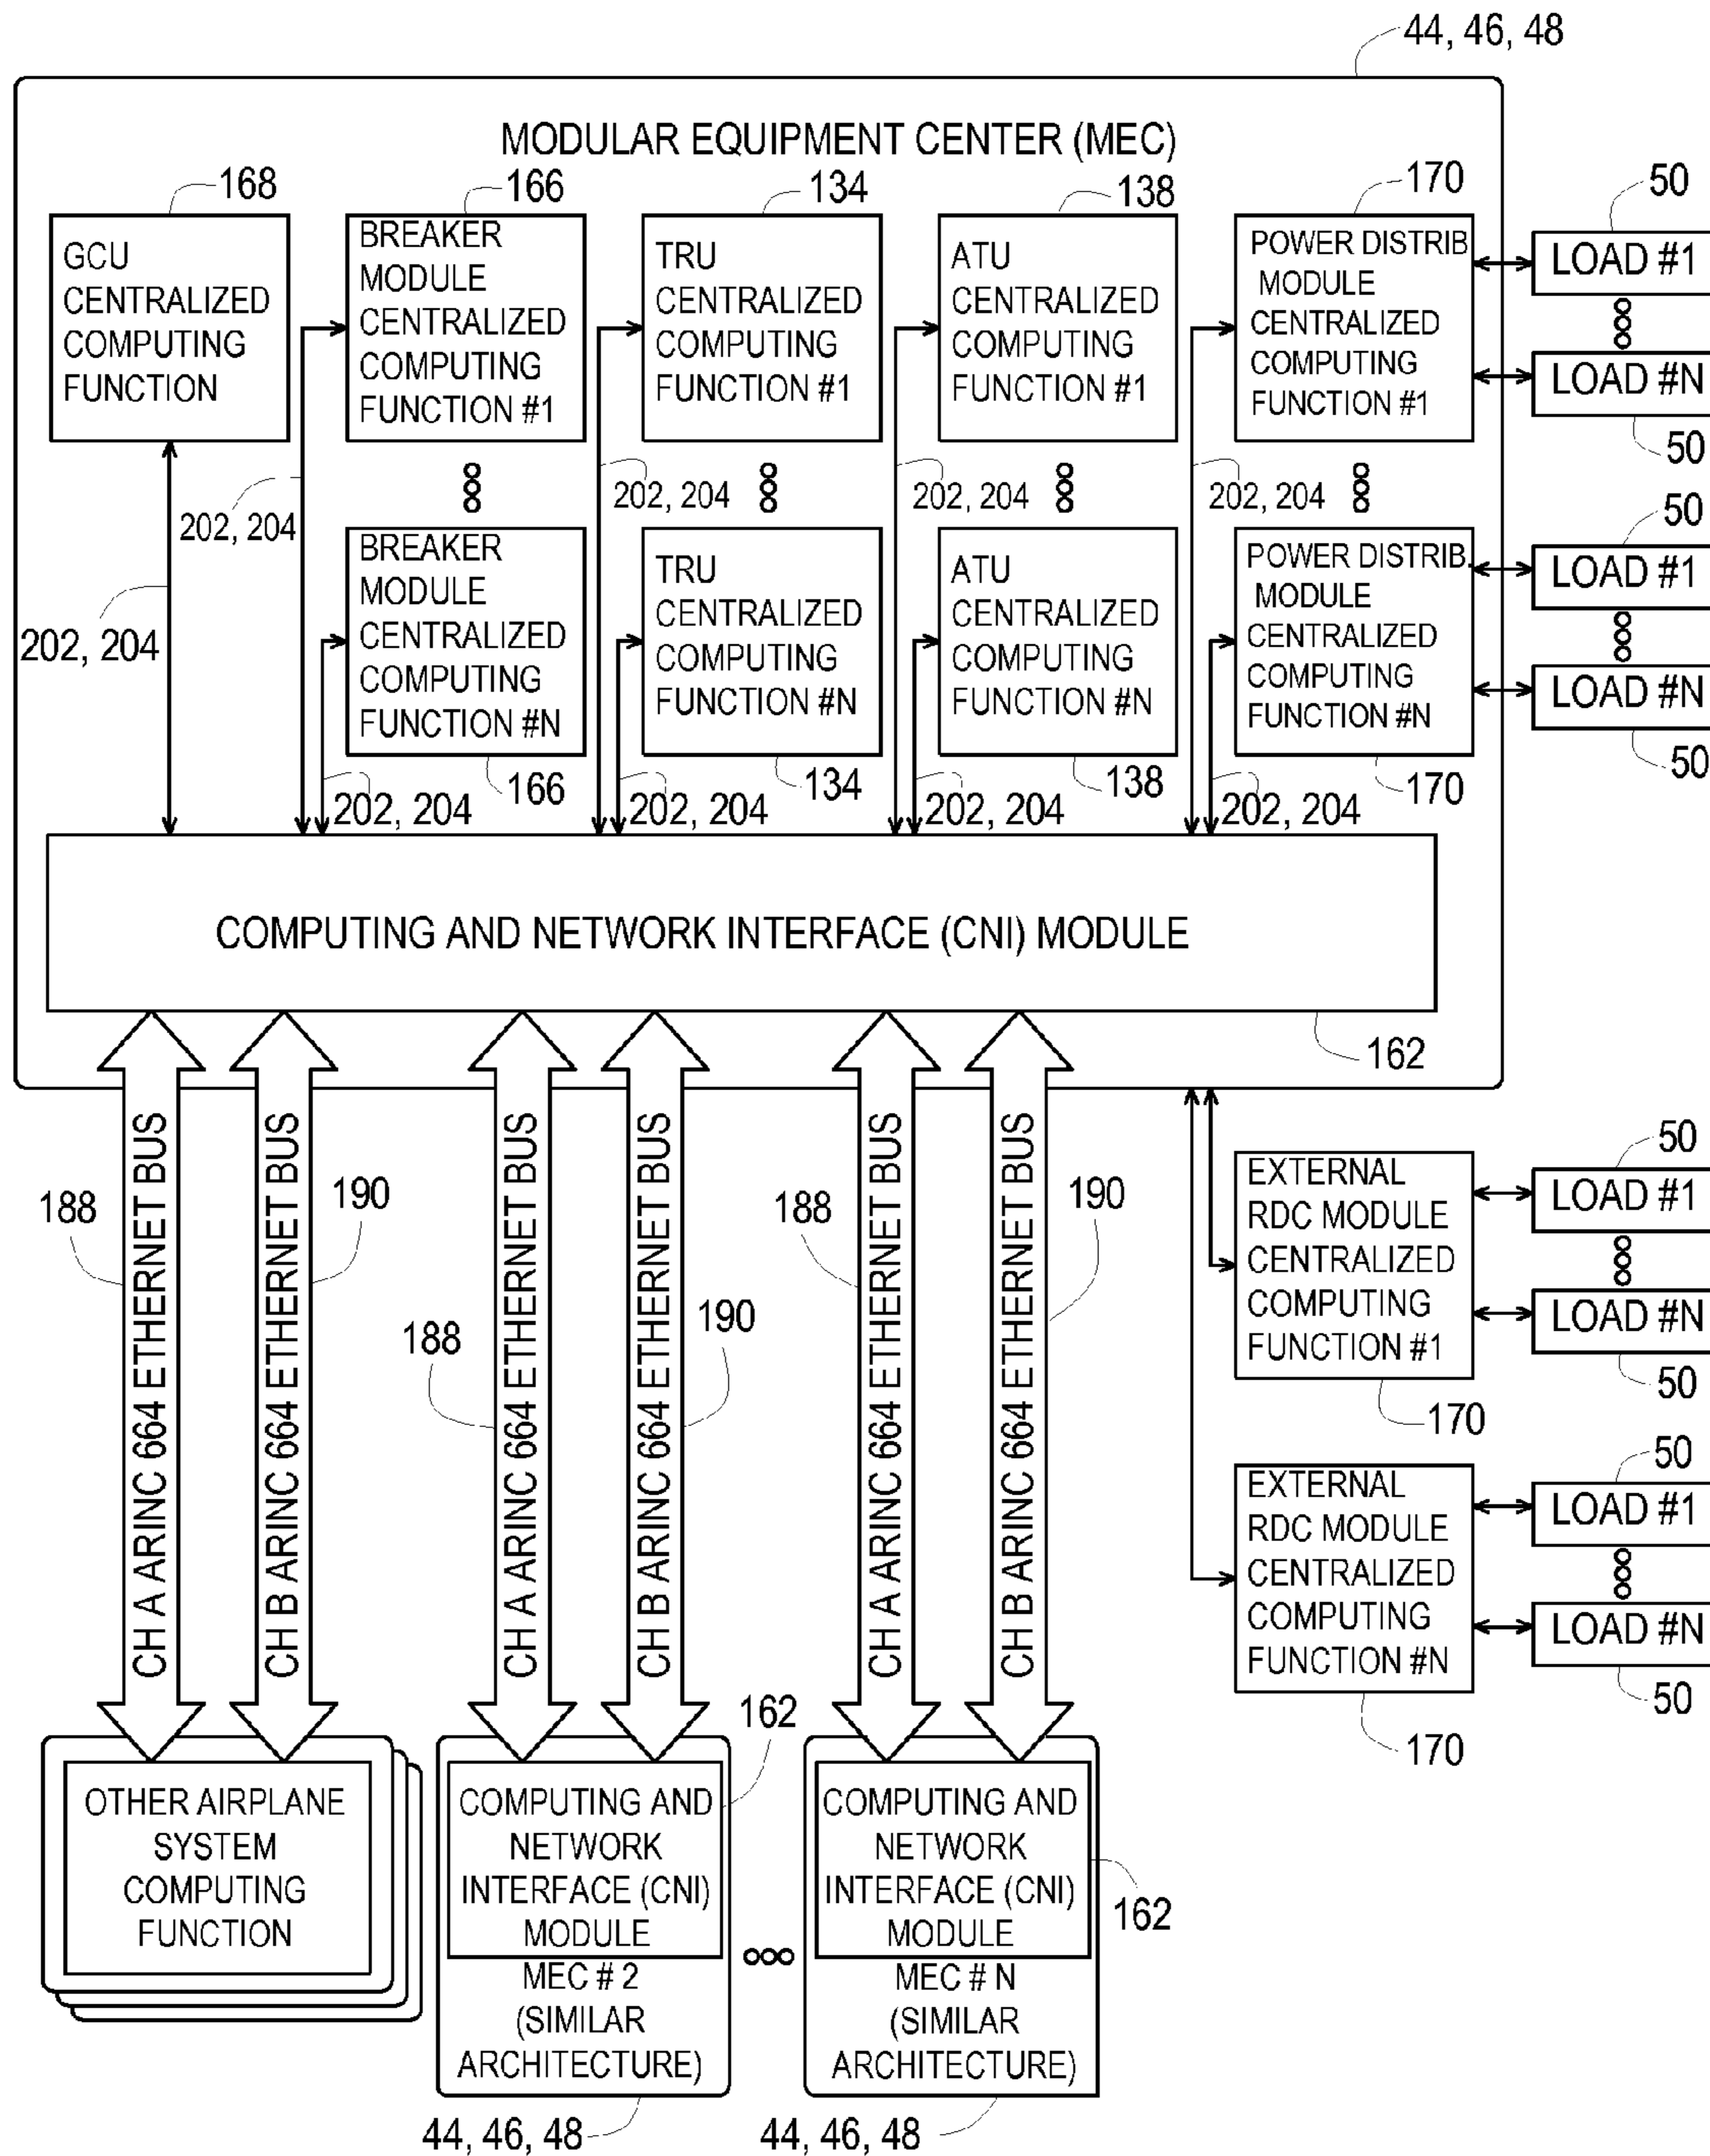 44, 46, 48
MODULAR EQUIPMENT CENTER (MEC)
168
GCU
CENTRALIZED
COMPUTING
FUNCTION
166
BREAKER
MODULE
CENTRALIZED
COMPUTING
FUNCTION #1
134
TRU
CENTRALIZED
COMPUTING
FUNCTION #1
138
ATU
CENTRALIZED
COMPUTING
FUNCTION #1
170
POWER DISTRIB
MODULE
CENTRALIZED
COMPUTING
FUNCTION #1
50
LOAD #1
LOAD #N
50
202, 204
202, 204
202, 204
202, 204
202, 204
BREAKER
MODULE
CENTRALIZED
COMPUTING
FUNCTION #N
166
TRU
CENTRALIZED
COMPUTING
FUNCTION #N
134
ATU
CENTRALIZED
COMPUTING
FUNCTION #N
138
POWER DISTRIB.
MODULE
CENTRALIZED
COMPUTING
FUNCTION #N
170
50
LOAD #1
LOAD #N
50
202, 204
202, 204
202, 204
202, 204
COMPUTING AND NETWORK INTERFACE (CNI) MODULE
162
188
CH A ARINC 664 ETHERNET BUS
CH B ARINC 664 ETHERNET BUS
190
188
CH A ARINC 664 ETHERNET BUS
CH B ARINC 664 ETHERNET BUS
190
188
CH A ARINC 664 ETHERNET BUS
CH B ARINC 664 ETHERNET BUS
190
EXTERNAL
RDC MODULE
CENTRALIZED
COMPUTING
FUNCTION #1
170
50
LOAD #1
LOAD #N
50
EXTERNAL
RDC MODULE
CENTRALIZED
COMPUTING
FUNCTION #N
170
50
LOAD #1
LOAD #N
50
OTHER AIRPLANE
SYSTEM
COMPUTING
FUNCTION
162
COMPUTING AND
NETWORK
INTERFACE (CNI)
MODULE
MEC # 2
(SIMILAR
ARCHITECTURE)
44, 46, 48
COMPUTING AND
NETWORK
INTERFACE (CNI)
MODULE
162
MEC # N
(SIMILAR
ARCHITECTURE)
44, 46, 48